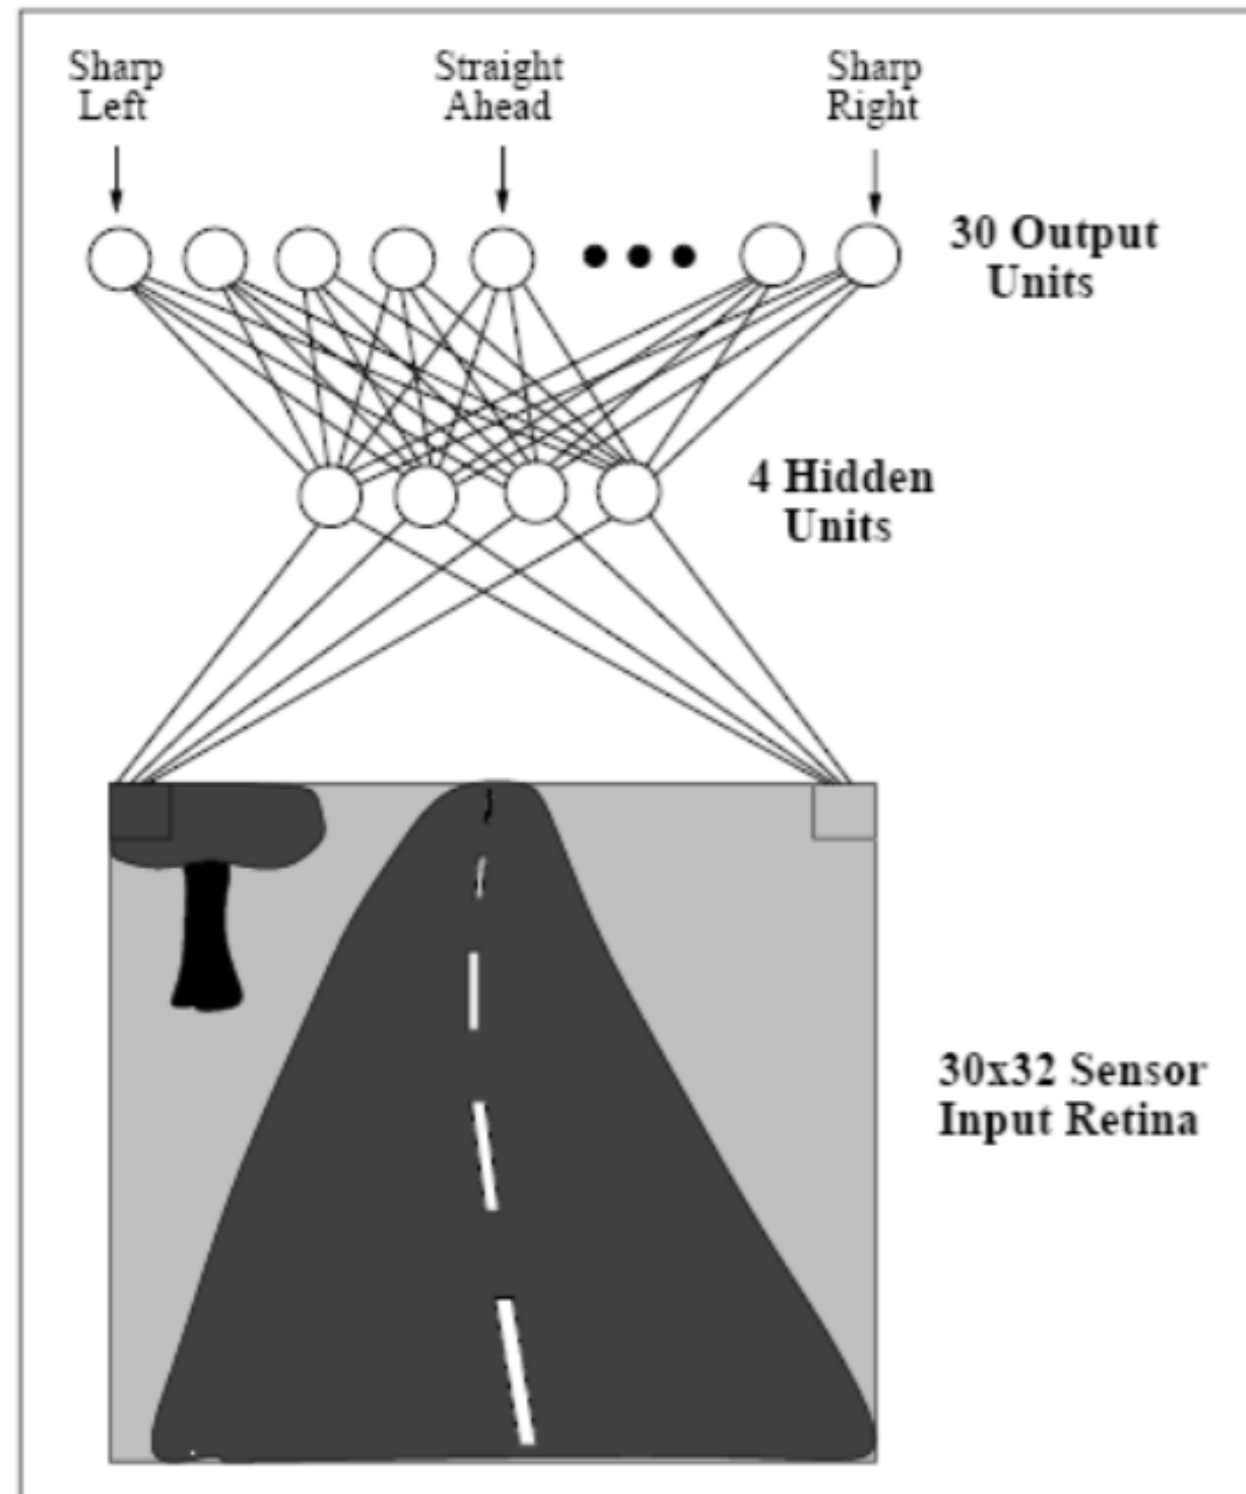 Sharp
Left
Straight
Ahead
Sharp
Right
30 Output
Units
4 Hidden
Units
30x32 Sensor
Input Retina